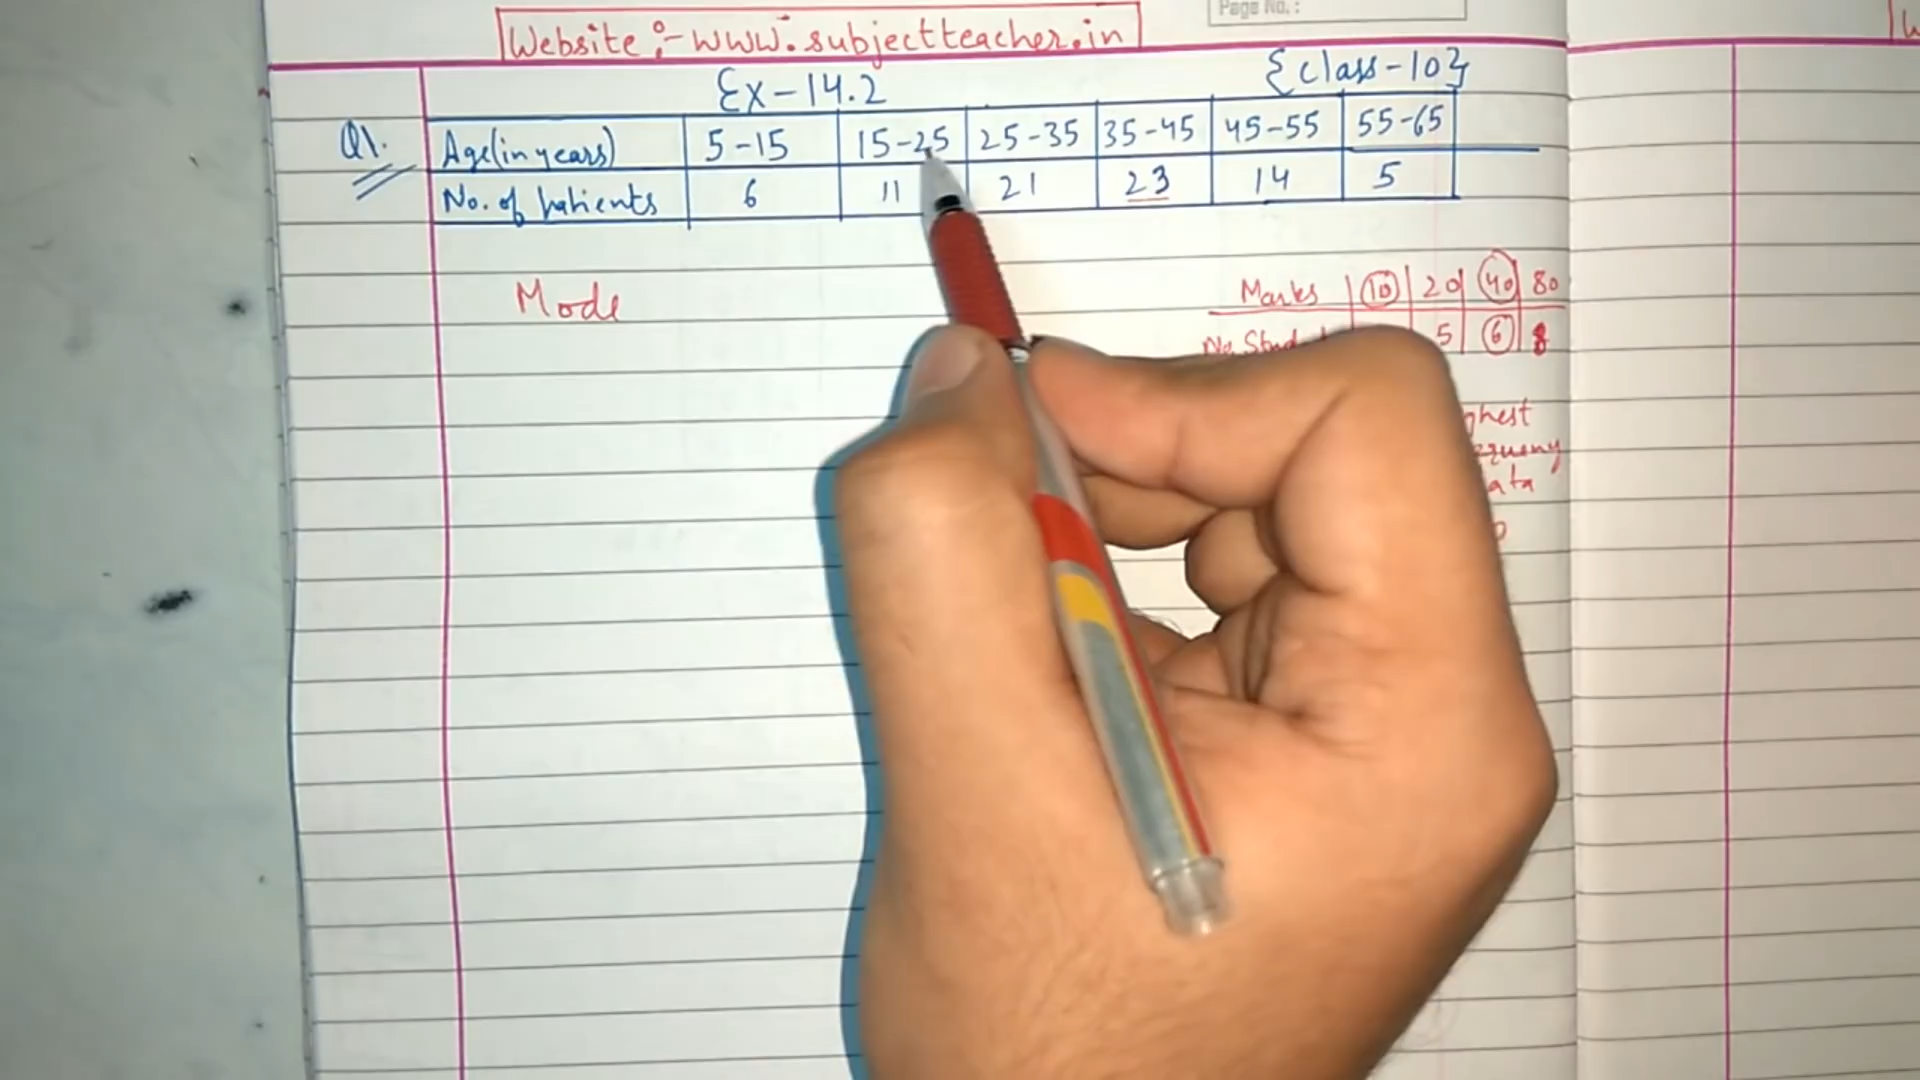 Page No. :
Website :- www.subjectteacher.in
Ex-14.2 {class-10}
Q1. Age(in years) 5-15 15-25 25-35 35-45 45-55 55-65
No. of patients 6 11 21 23 14 5
Mode
Marks 10 20 40 80
No. 5 6 8